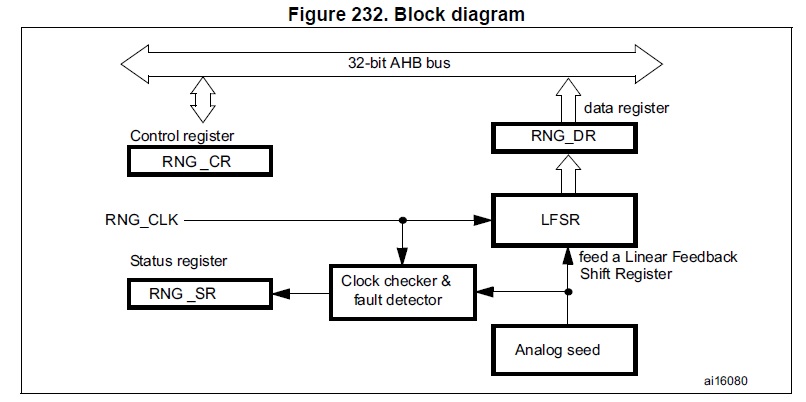 Figure 232. Block diagram
32-bit AHB bus
data register
Control register
RNG_DR
RNG _CR
RNG_CLK
LFSR
Status register
feed a Linear Feedback
Shift Register
Clock checker &
fault detector
RNG _SR
Analog seed
ai16080